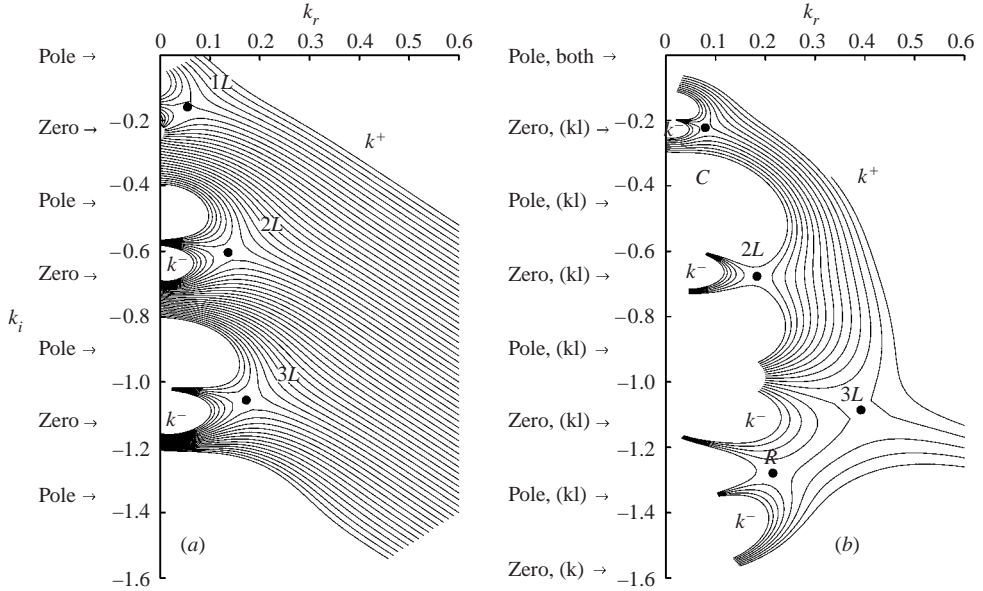 k_r
0 0.1 0.2 0.3 0.4 0.5 0.6
Pole →
Zero →
Pole →
Zero →
Pole →
Zero →
Pole →
k_i
−0.2
−0.4
−0.6
−0.8
−1.0
−1.2
−1.4
−1.6
1L
k⁺
2L
k⁻
3L
k⁻
(a)
k_r
0 0.1 0.2 0.3 0.4 0.5 0.6
Pole, both →
Zero, (kl) →
Pole, (kl) →
Zero, (kl) →
Pole, (kl) →
Zero, (kl) →
Pole, (kl) →
Zero, (k) →
−0.2
−0.4
−0.6
−0.8
−1.0
−1.2
−1.4
−1.6
k⁻
C
k⁺
2L
k⁻
3L
k⁻
R
k⁻
(b)